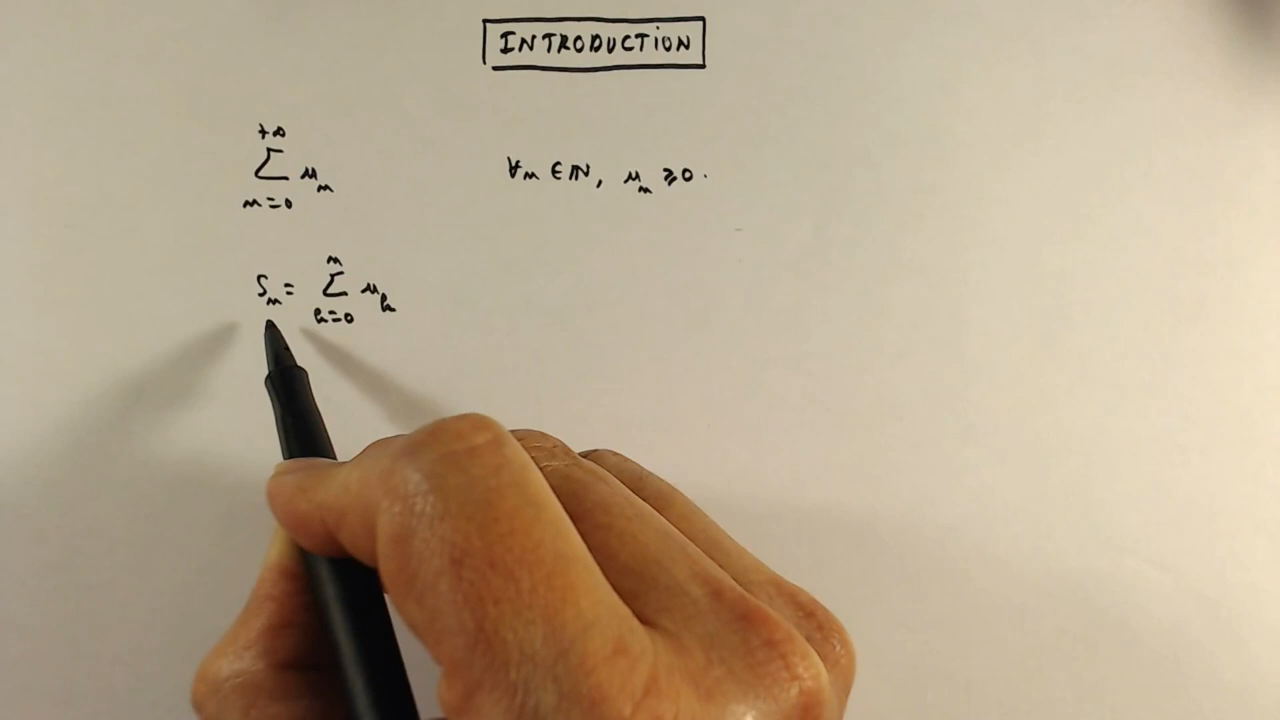 INTRODUCTION
+∞
∑ u_n ∀n ∈ ℕ, u_n ⩾ 0.
n=0
n
S_n = ∑ u_k
k=0